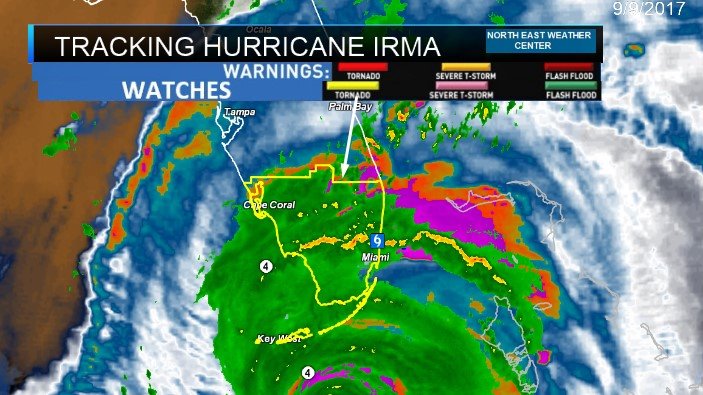 Ocala
9/9/2017
TRACKING HURRICANE IRMA
NORTH EAST WEATHER
CENTER
WARNINGS:
TORNADO
SEVERE T-STORM
FLASH FLOOD
WATCHES
TORNADO
SEVERE T-STORM
FLASH FLOOD
Palm Bay
Tampa
Cape Coral
Miami
4
Key West
4